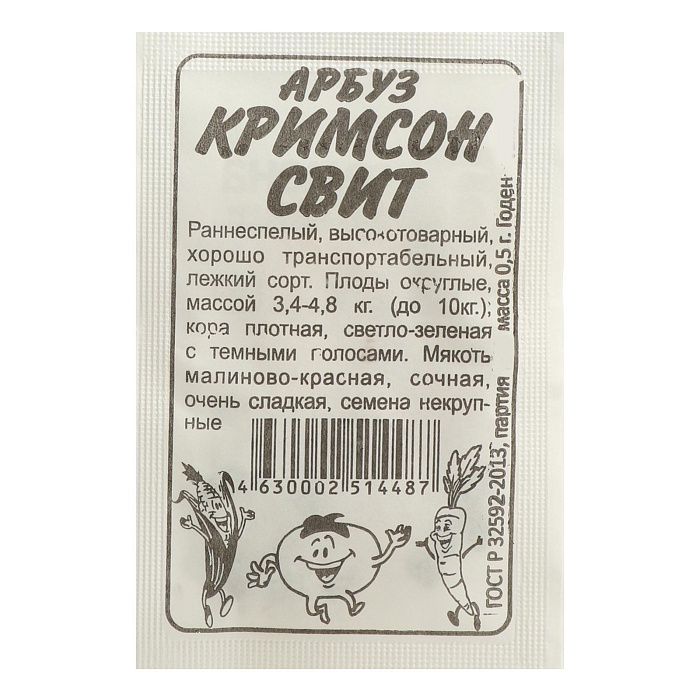 АРБУЗ
КРИМСОН
СВИТ
Раннеспелый, высокотоварный,
хорошо транспортабельный,
лежкий сорт. Плоды округлые,
массой 3,4-4,8 кг. (до 10кг.);
кора плотная, светло-зеленая
с темными полосами. Мякоть
малиново-красная, сочная,
очень сладкая, семена некруп-
ные
4 630002 514487
ГОСТ Р 32592-2013, партия масса 0,5 г. Годен